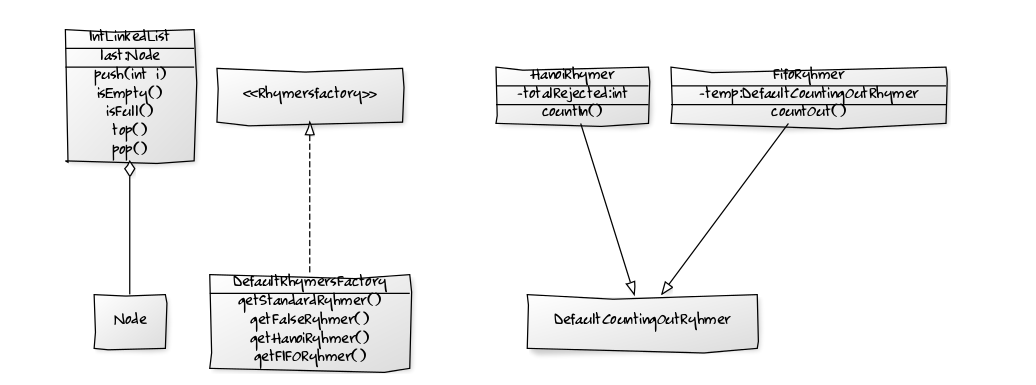 IntLinkedList
last:Node
push(int i)
isEmpty()
isFull()
top()
pop()
Node
<<Rhymersfactory>>
DefaultRhymersFactory
getStandardRyhmer()
getFalseRyhmer()
getHanoiRyhmer()
getFIFORyhmer()
HanoiRhymer
-totalRejected:int
countIn()
FifoRyhmer
-temp:DefaultCountingOutRhymer
countOut()
DefaultCountingOutRyhmer